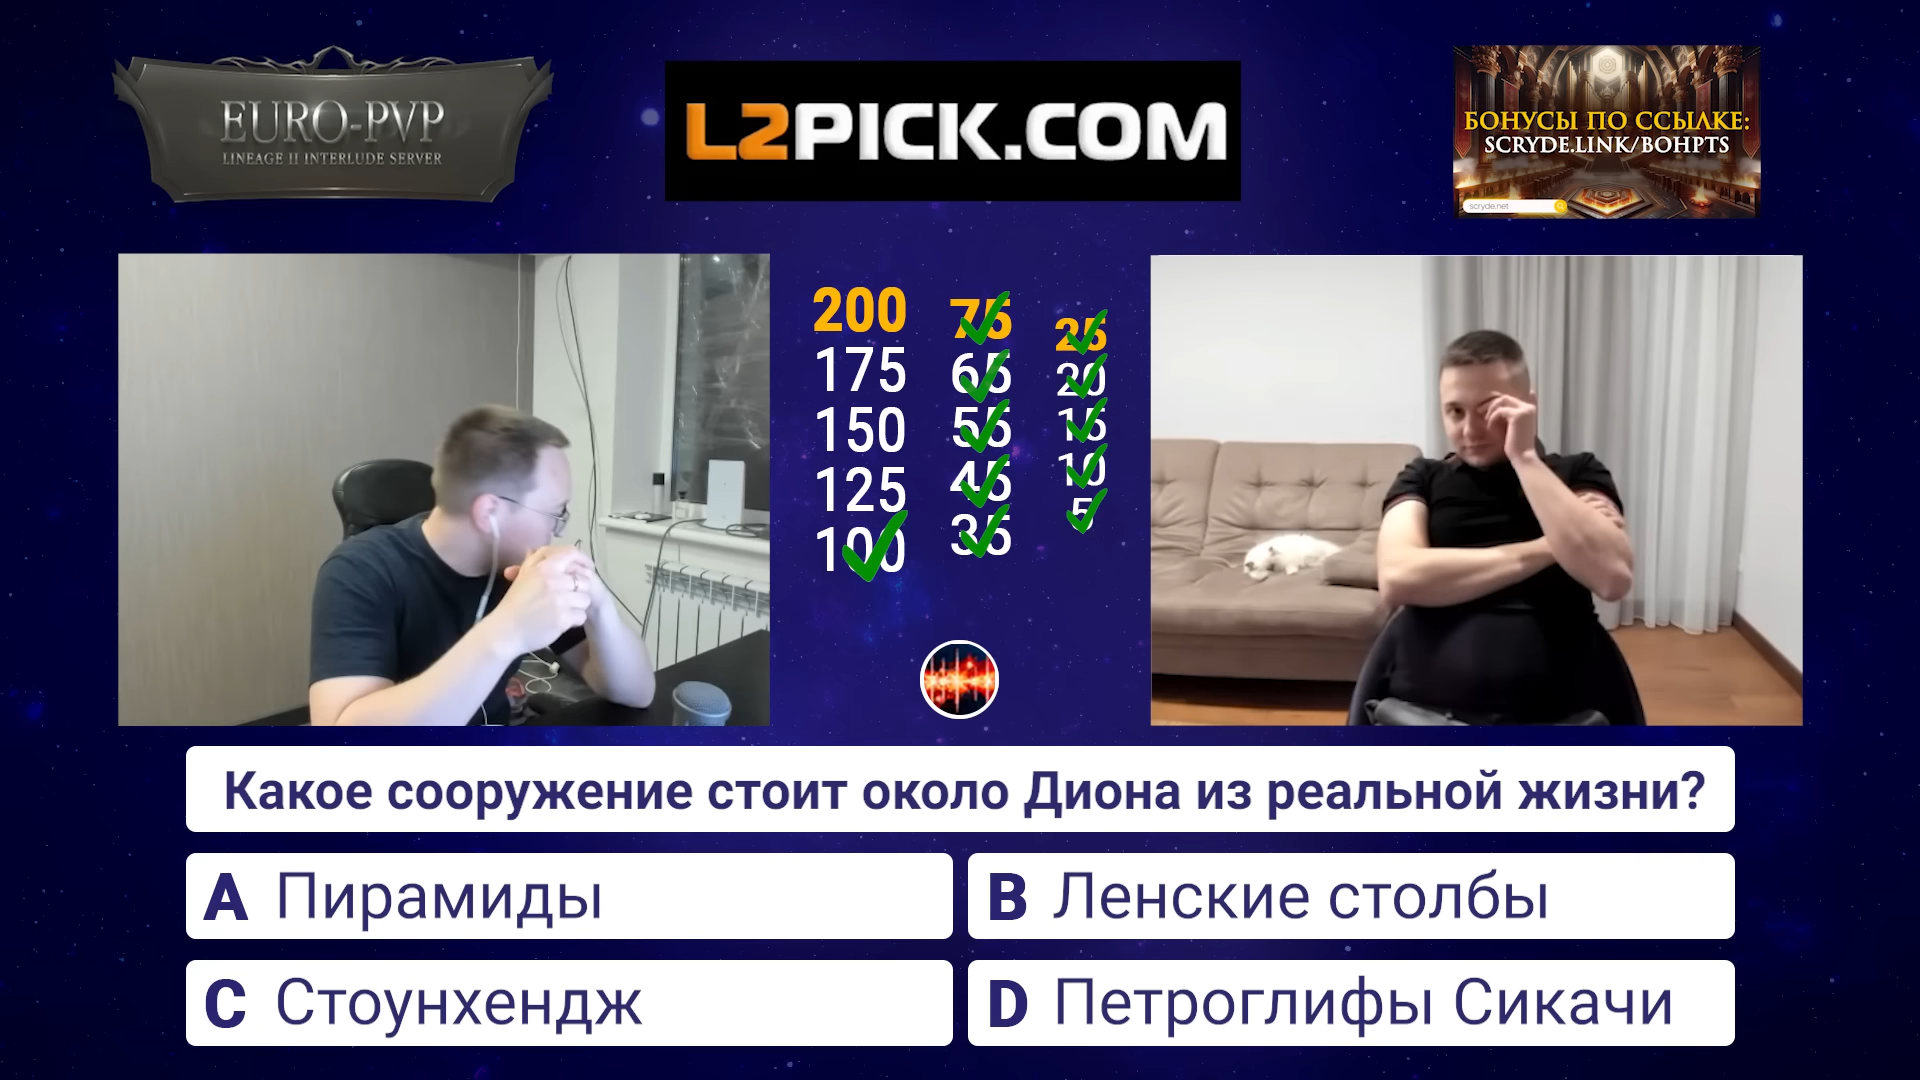 EURO-PVP
LINEAGE II INTERLUDE SERVER
L2PICK.COM
БОНУСЫ ПО ССЫЛКЕ:
SCRYDE.LINK/BOHPTS
scryde.net
200
175
150
125
100
75
65
55
45
35
25
20
15
10
5
Какое сооружение стоит около Диона из реальной жизни?
A Пирамиды
B Ленские столбы
C Стоунхендж
D Петроглифы Сикачи